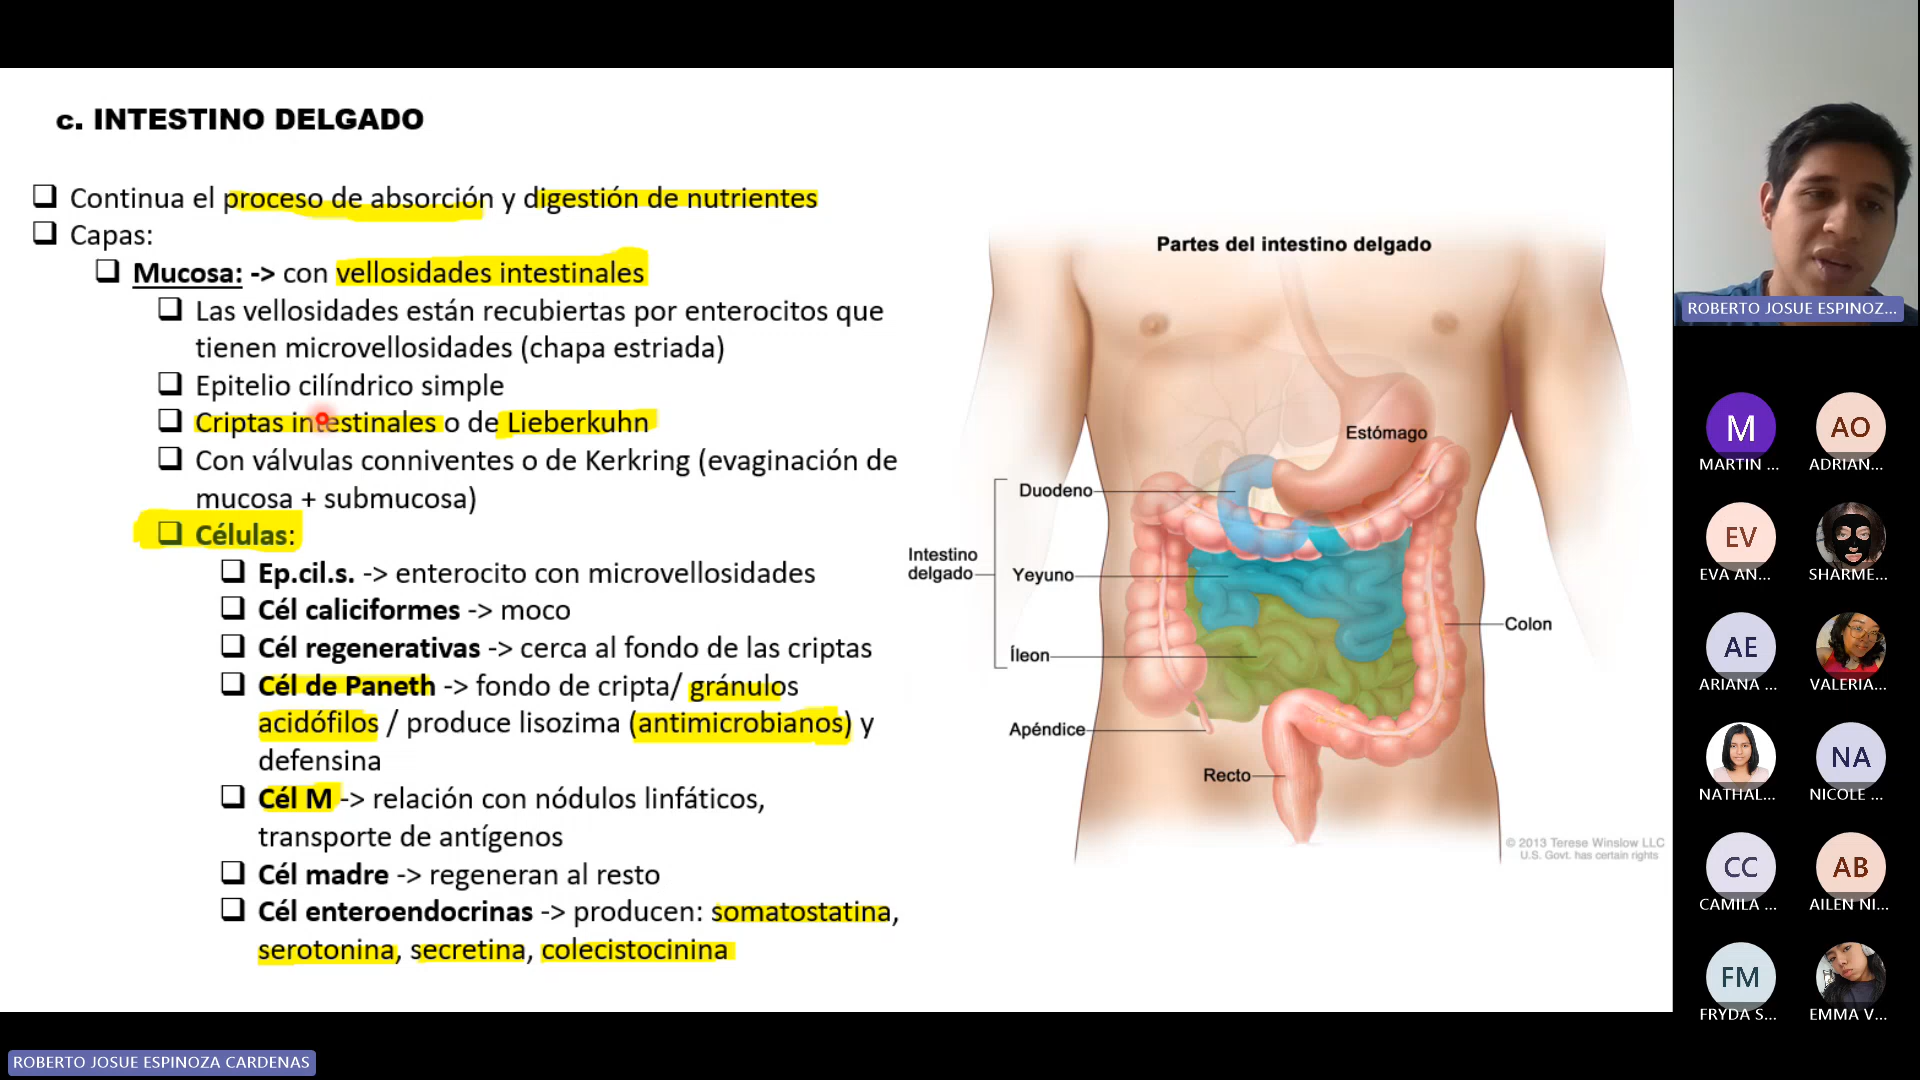 c. INTESTINO DELGADO
Continua el proceso de absorción y digestión de nutrientes
Capas:
Mucosa: -> con vellosidades intestinales
Las vellosidades están recubiertas por enterocitos que
tienen microvellosidades (chapa estriada)
Epitelio cilíndrico simple
Criptas intestinales o de Lieberkuhn
Con válvulas conniventes o de Kerkring (evaginación de
mucosa + submucosa)
Células:
Ep.cil.s. -> enterocito con microvellosidades
Cél caliciformes -> moco
Cél regenerativas -> cerca al fondo de las criptas
Cél de Paneth -> fondo de cripta/ gránulos
acidófilos / produce lisozima (antimicrobianos) y
defensina
Cél M -> relación con nódulos linfáticos,
transporte de antígenos
Cél madre -> regeneran al resto
Cél enteroendocrinas -> producen: somatostatina,
serotonina, secretina, colecistocinina
Partes del intestino delgado
Estómago
Duodeno
Intestino
delgado
Yeyuno
Colon
Íleon
Apéndice
Recto
© 2013 Terese Winslow LLC
U.S. Govt. has certain rights
ROBERTO JOSUE ESPINOZ...
M
MARTIN ...
AO
ADRIAN...
EV
EVA AN...
SHARME...
AE
ARIANA ...
VALERIA...
NATHAL...
NA
NICOLE ...
CC
CAMILA ...
AB
AILEN NI...
FM
FRYDA S...
EMMA V...
ROBERTO JOSUE ESPINOZA CARDENAS